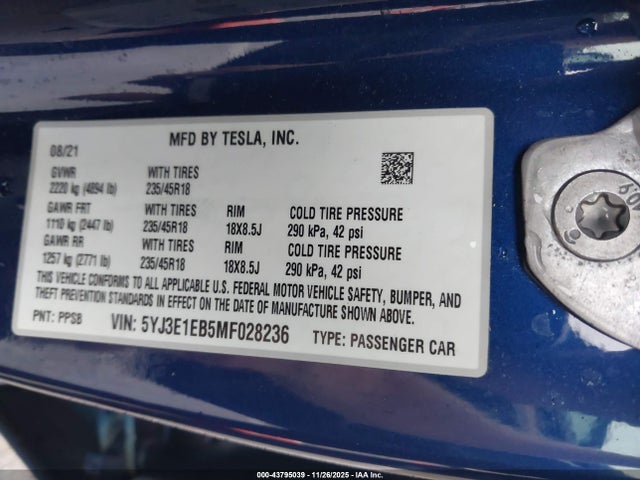 MFD BY TESLA, INC.
08/21
GVWR WITH TIRES
2220 kg (4894 lb) 235/45R18
GAWR FRT WITH TIRES RIM COLD TIRE PRESSURE
1110 kg (2447 lb) 235/45R18 18X8.5J 290 kPa, 42 psi
GAWR RR WITH TIRES RIM COLD TIRE PRESSURE
1257 kg (2771 lb) 235/45R18 18X8.5J 290 kPa, 42 psi
THIS VEHICLE CONFORMS TO ALL APPLICABLE U.S. FEDERAL MOTOR VEHICLE SAFETY, BUMPER, AND
THEFT PREVENTION STANDARDS IN EFFECT ON THE DATE OF MANUFACTURE SHOWN ABOVE.
PNT: PPSB VIN: 5YJ3E1EB5MF028236 TYPE: PASSENGER CAR
000-43795039 | 11/26/2025 - IAAI.COM